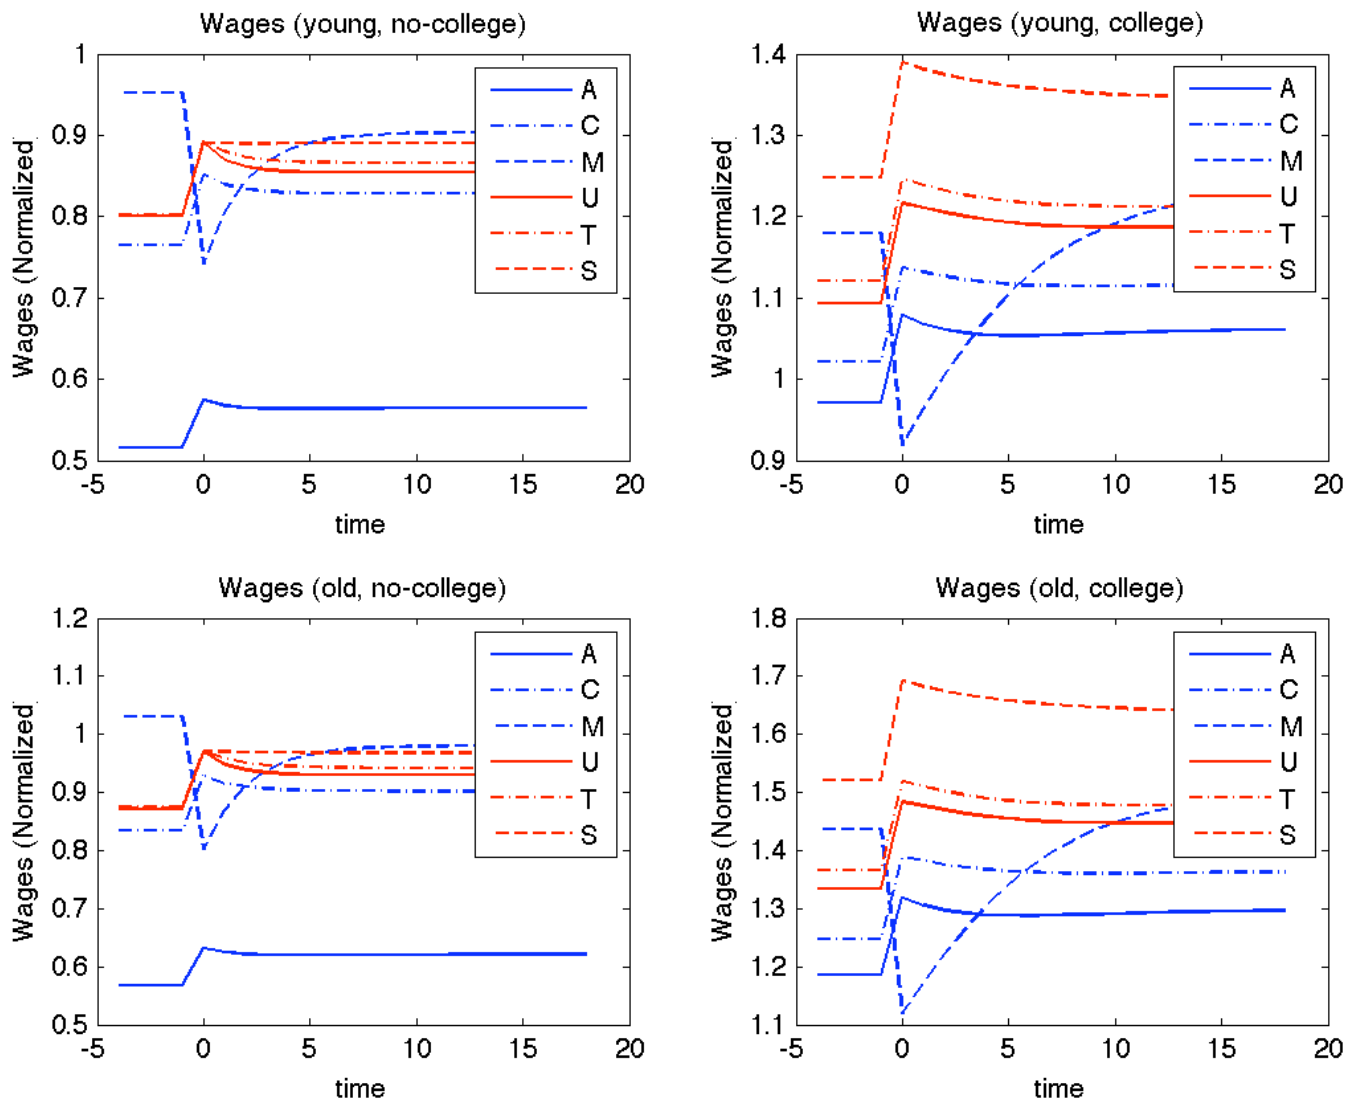 Wages (young, no-college)
Wages (Normalized)
1
0.9
0.8
0.7
0.6
0.5
-5
0
5
10
15
20
time
A
C
M
U
T
S
Wages (young, college)
Wages (Normalized)
1.4
1.3
1.2
1.1
1
0.9
-5
0
5
10
15
20
time
A
C
M
U
T
S
Wages (old, no-college)
Wages (Normalized)
1.2
1.1
1
0.9
0.8
0.7
0.6
0.5
-5
0
5
10
15
20
time
A
C
M
U
T
S
Wages (old, college)
Wages (Normalized)
1.8
1.7
1.6
1.5
1.4
1.3
1.2
1.1
-5
0
5
10
15
20
time
A
C
M
U
T
S